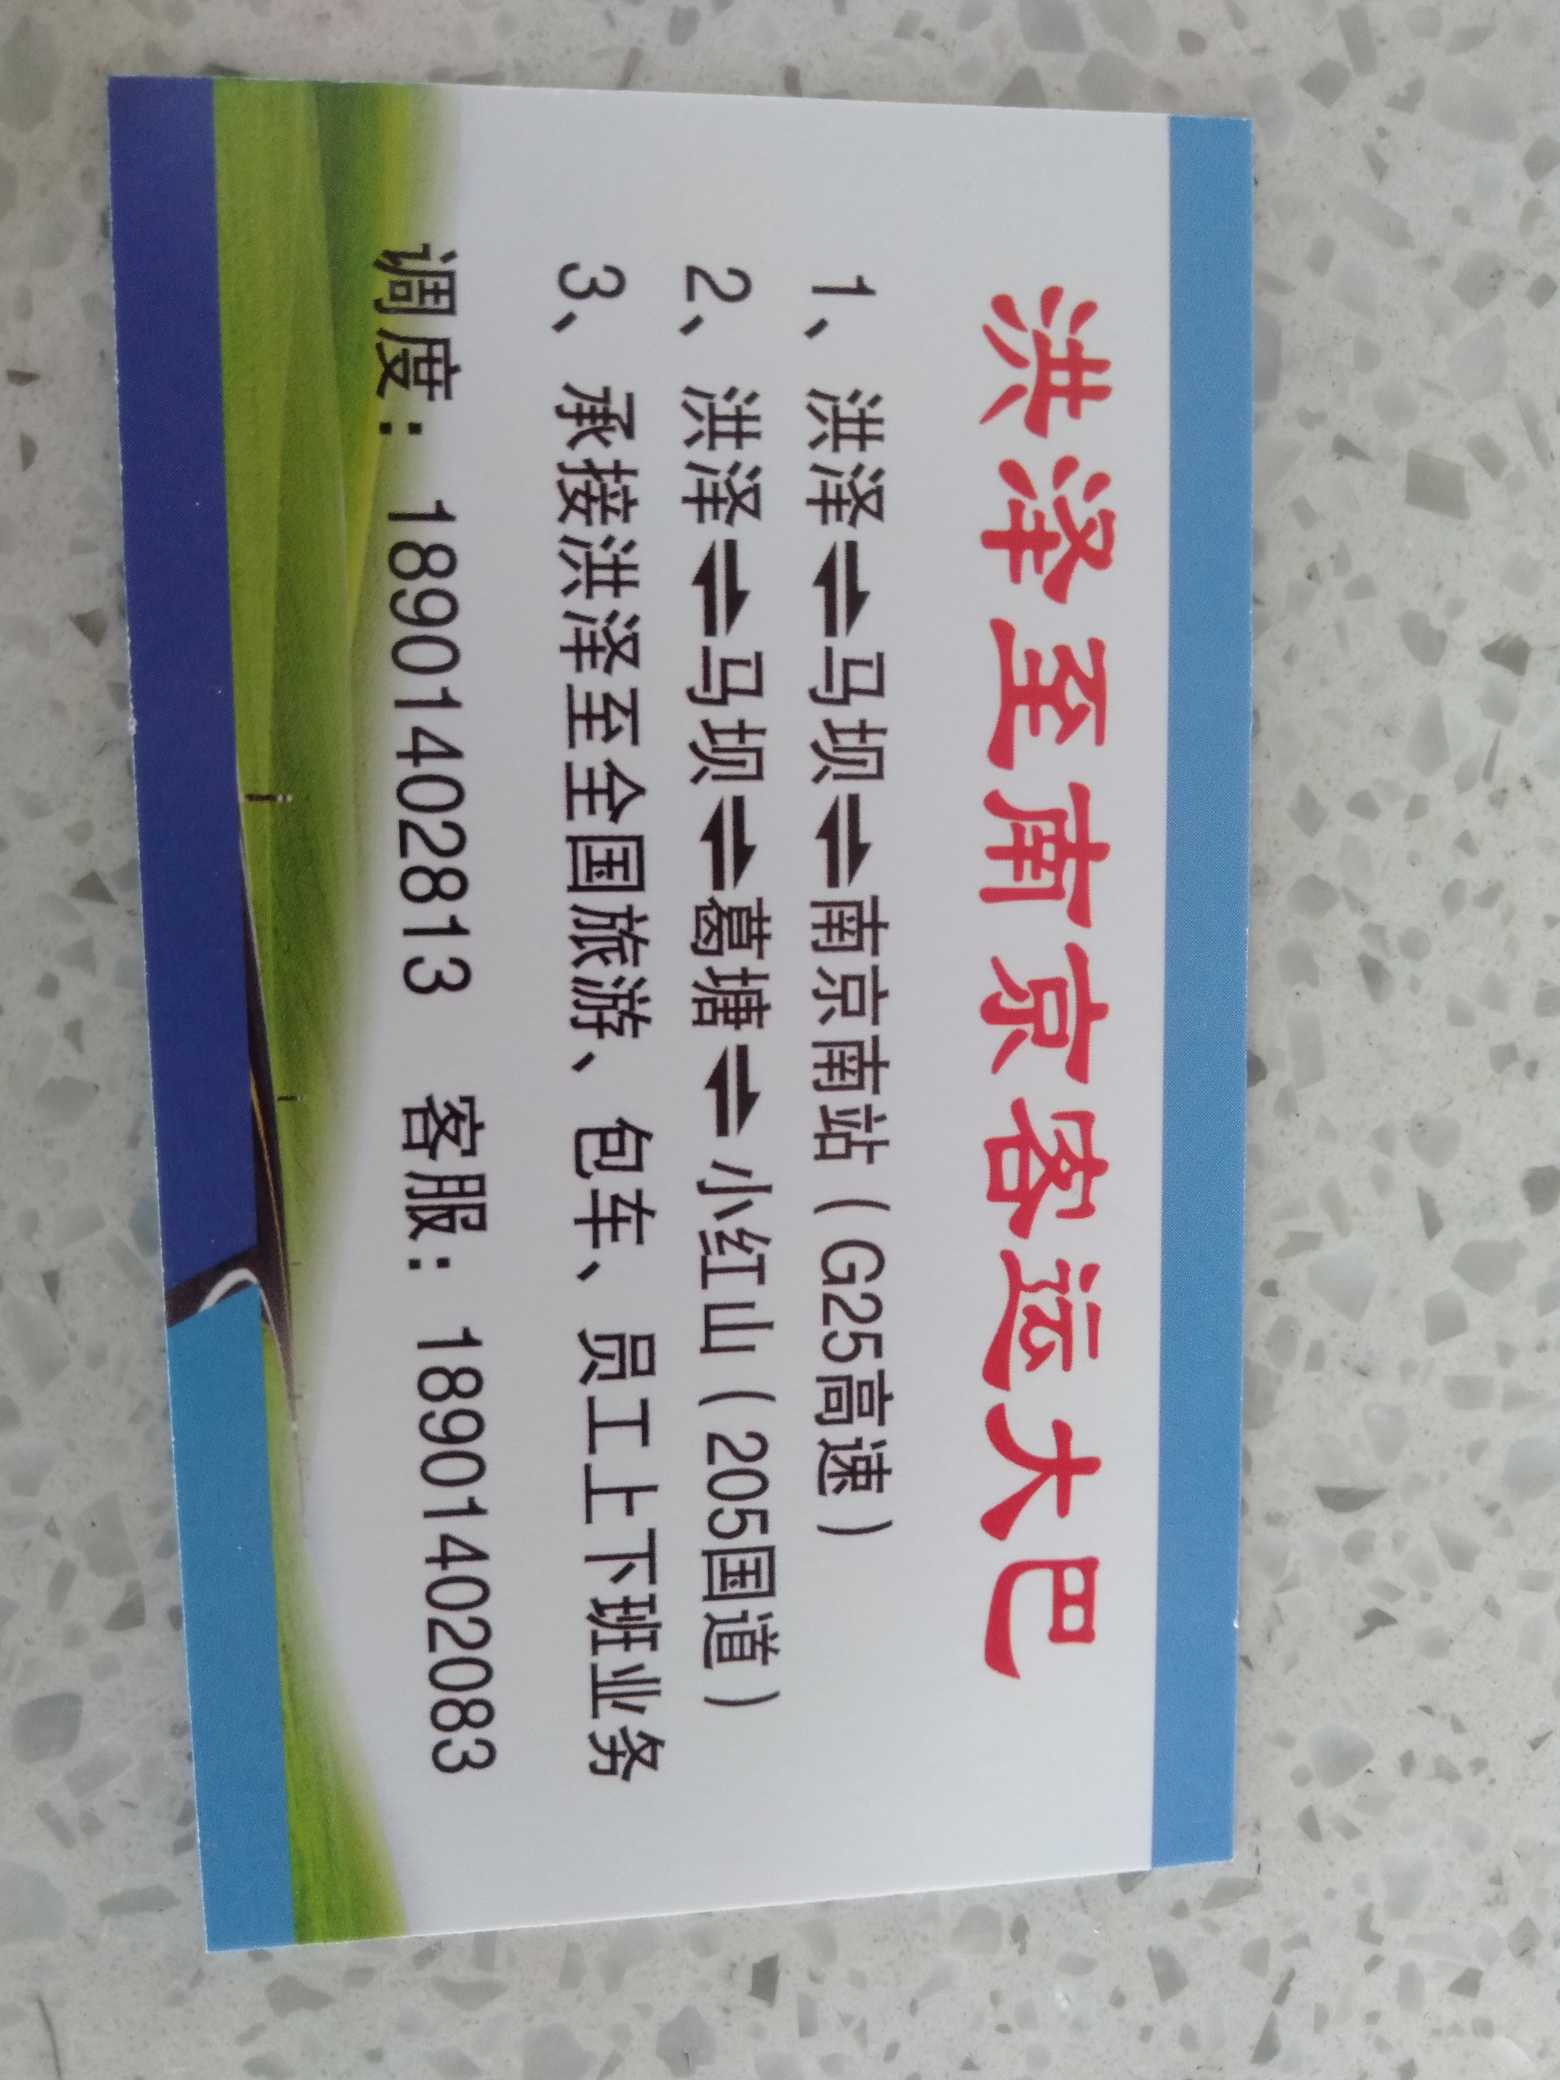 洪泽至南京客运大巴
1、洪泽⇌马坝⇌南京南站（G25高速）
2、洪泽⇌马坝⇌葛塘⇌小红山（205国道）
3、承接洪泽至全国旅游、包车、员工上下班业务
调度：18901402813 客服：18901402083